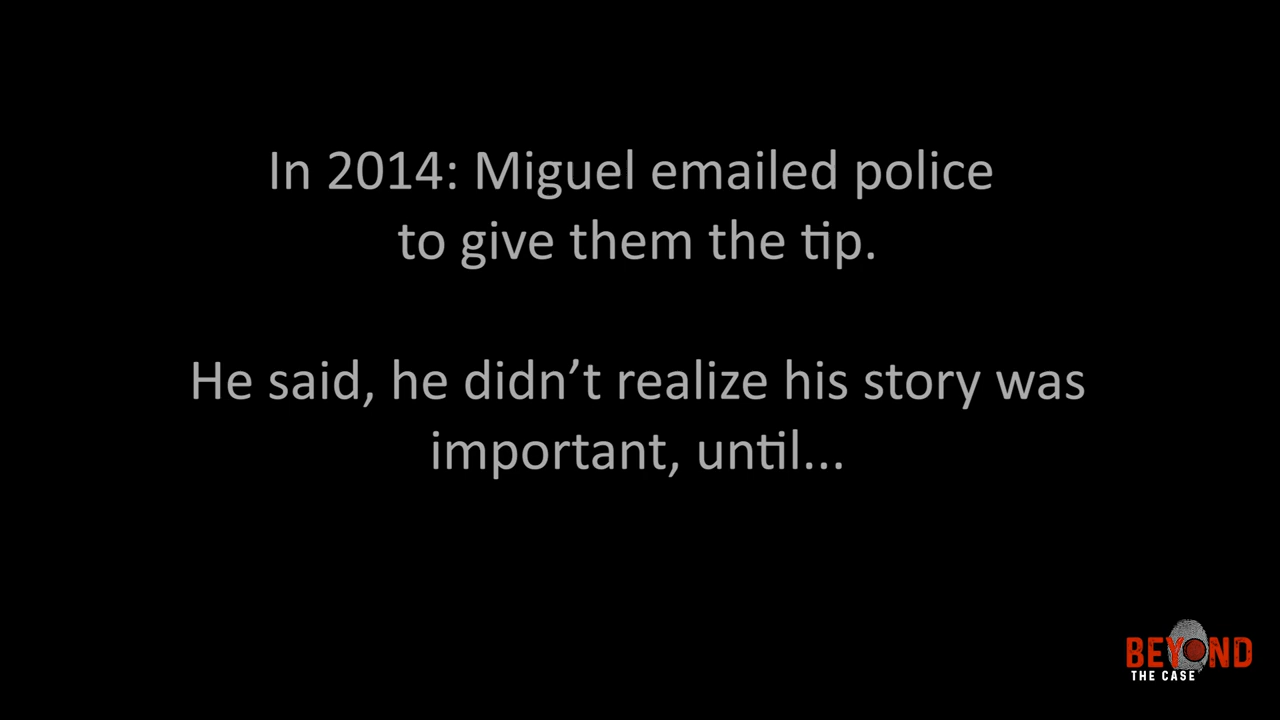 In 2014: Miguel emailed police
to give them the tip.
He said, he didn’t realize his story was
important, until...
BEYOND
THE CASE